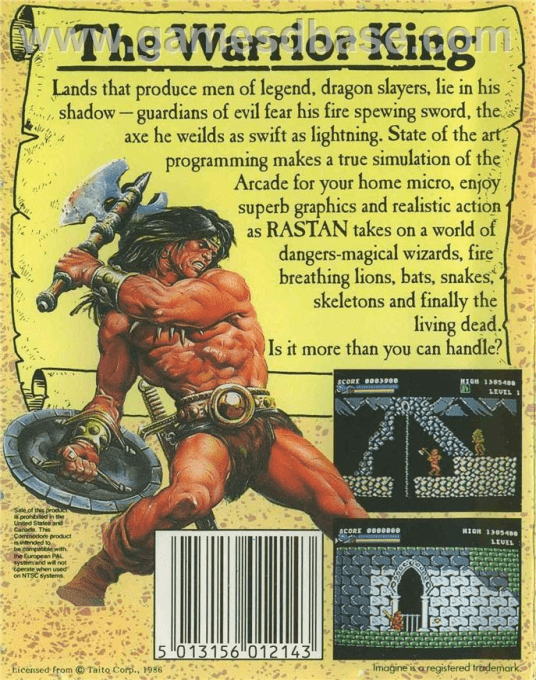 www.gamesdbase.com
The Warrior King
Lands that produce men of legend, dragon slayers, lie in his
shadow — guardians of evil fear his fire spewing sword, the
axe he weilds as swift as lightning. State of the art
programming makes a true simulation of the
Arcade for your home micro, enjoy
superb graphics and realistic action
as RASTAN takes on a world of
dangers-magical wizards, fire
breathing lions, bats, snakes,
skeletons and finally the
living dead.
Is it more than you can handle?
SCORE 0003900 HIGH 1305400
LEVEL 1
SCORE 0000000 HIGH 1305400
LEVEL
Sale of this product
is prohibited in the
United States and
Canada. This
Commodore product
is intended to
be compatible with
the European PAL
system and will not
operate when used
on NTSC systems.
5 013156 012143
Licensed from © Taito Corp., 1986
Imagine is a registered trademark